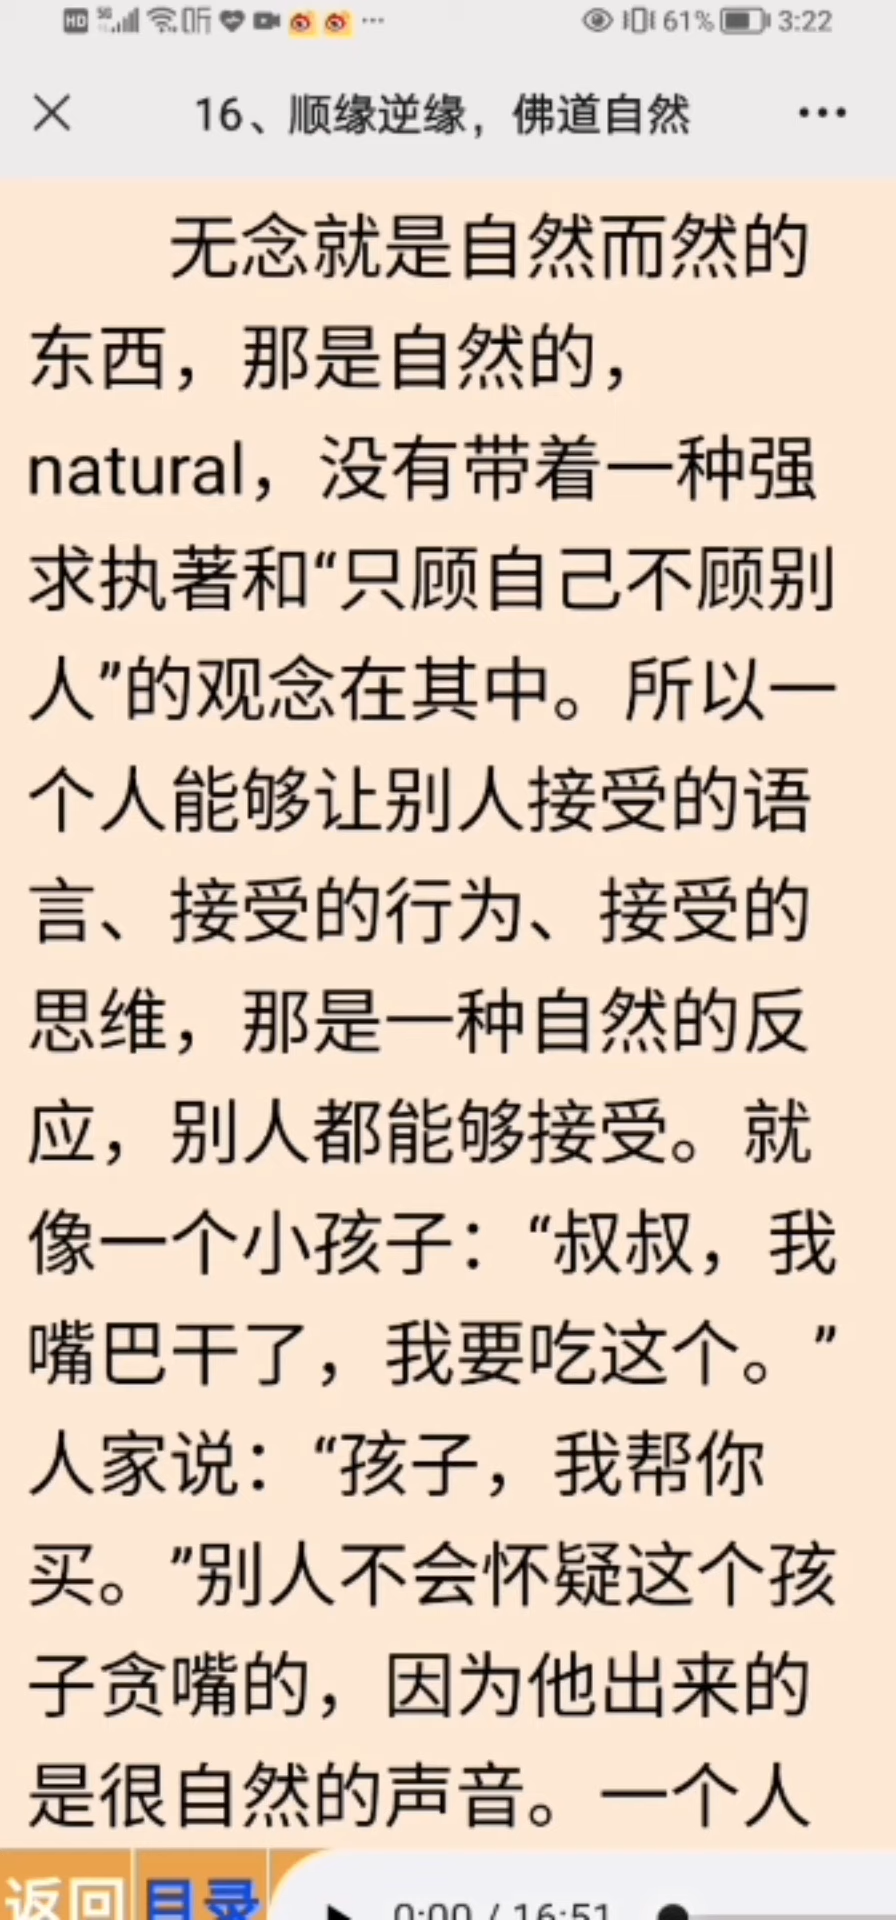 HD 5G 听 ... 61% 3:22
16、顺缘逆缘，佛道自然 ...
无念就是自然而然的
东西，那是自然的，
natural，没有带着一种强
求执著和“只顾自己不顾别
人”的观念在其中。所以一
个人能够让别人接受的语
言、接受的行为、接受的
思维，那是一种自然的反
应，别人都能够接受。就
像一个小孩子：“叔叔，我
嘴巴干了，我要吃这个。”
人家说：“孩子，我帮你
买。”别人不会怀疑这个孩
子贪嘴的，因为他出来的
是很自然的声音。一个人
返回 目录 0:00 / 16:51